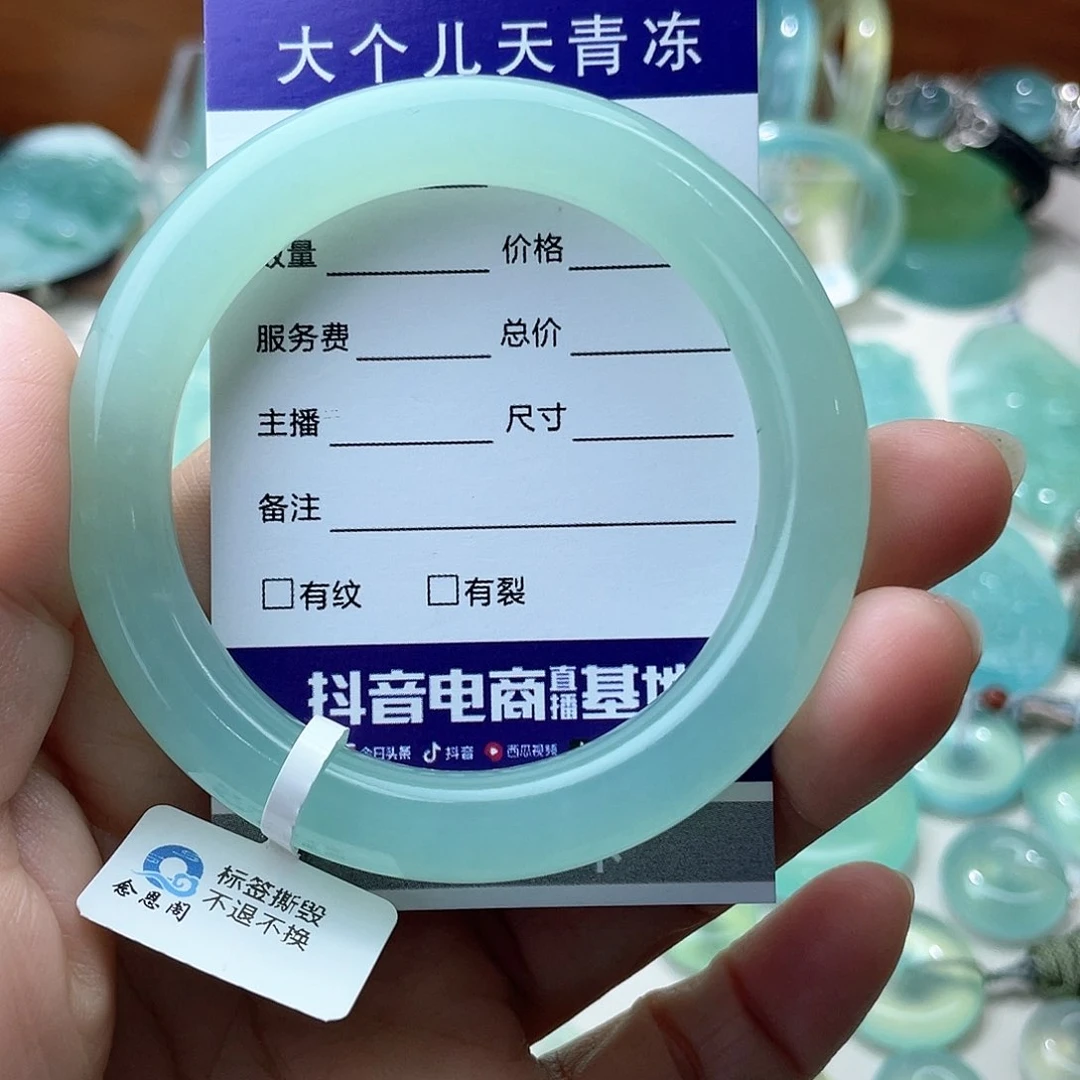 大个儿天青冻
量 价格
服务费 总价
主播 尺寸
备注
有纹 有裂
抖音电商直播基地
今日头条 抖音 西瓜视频
念恩阁
标签撕毁
不退不换